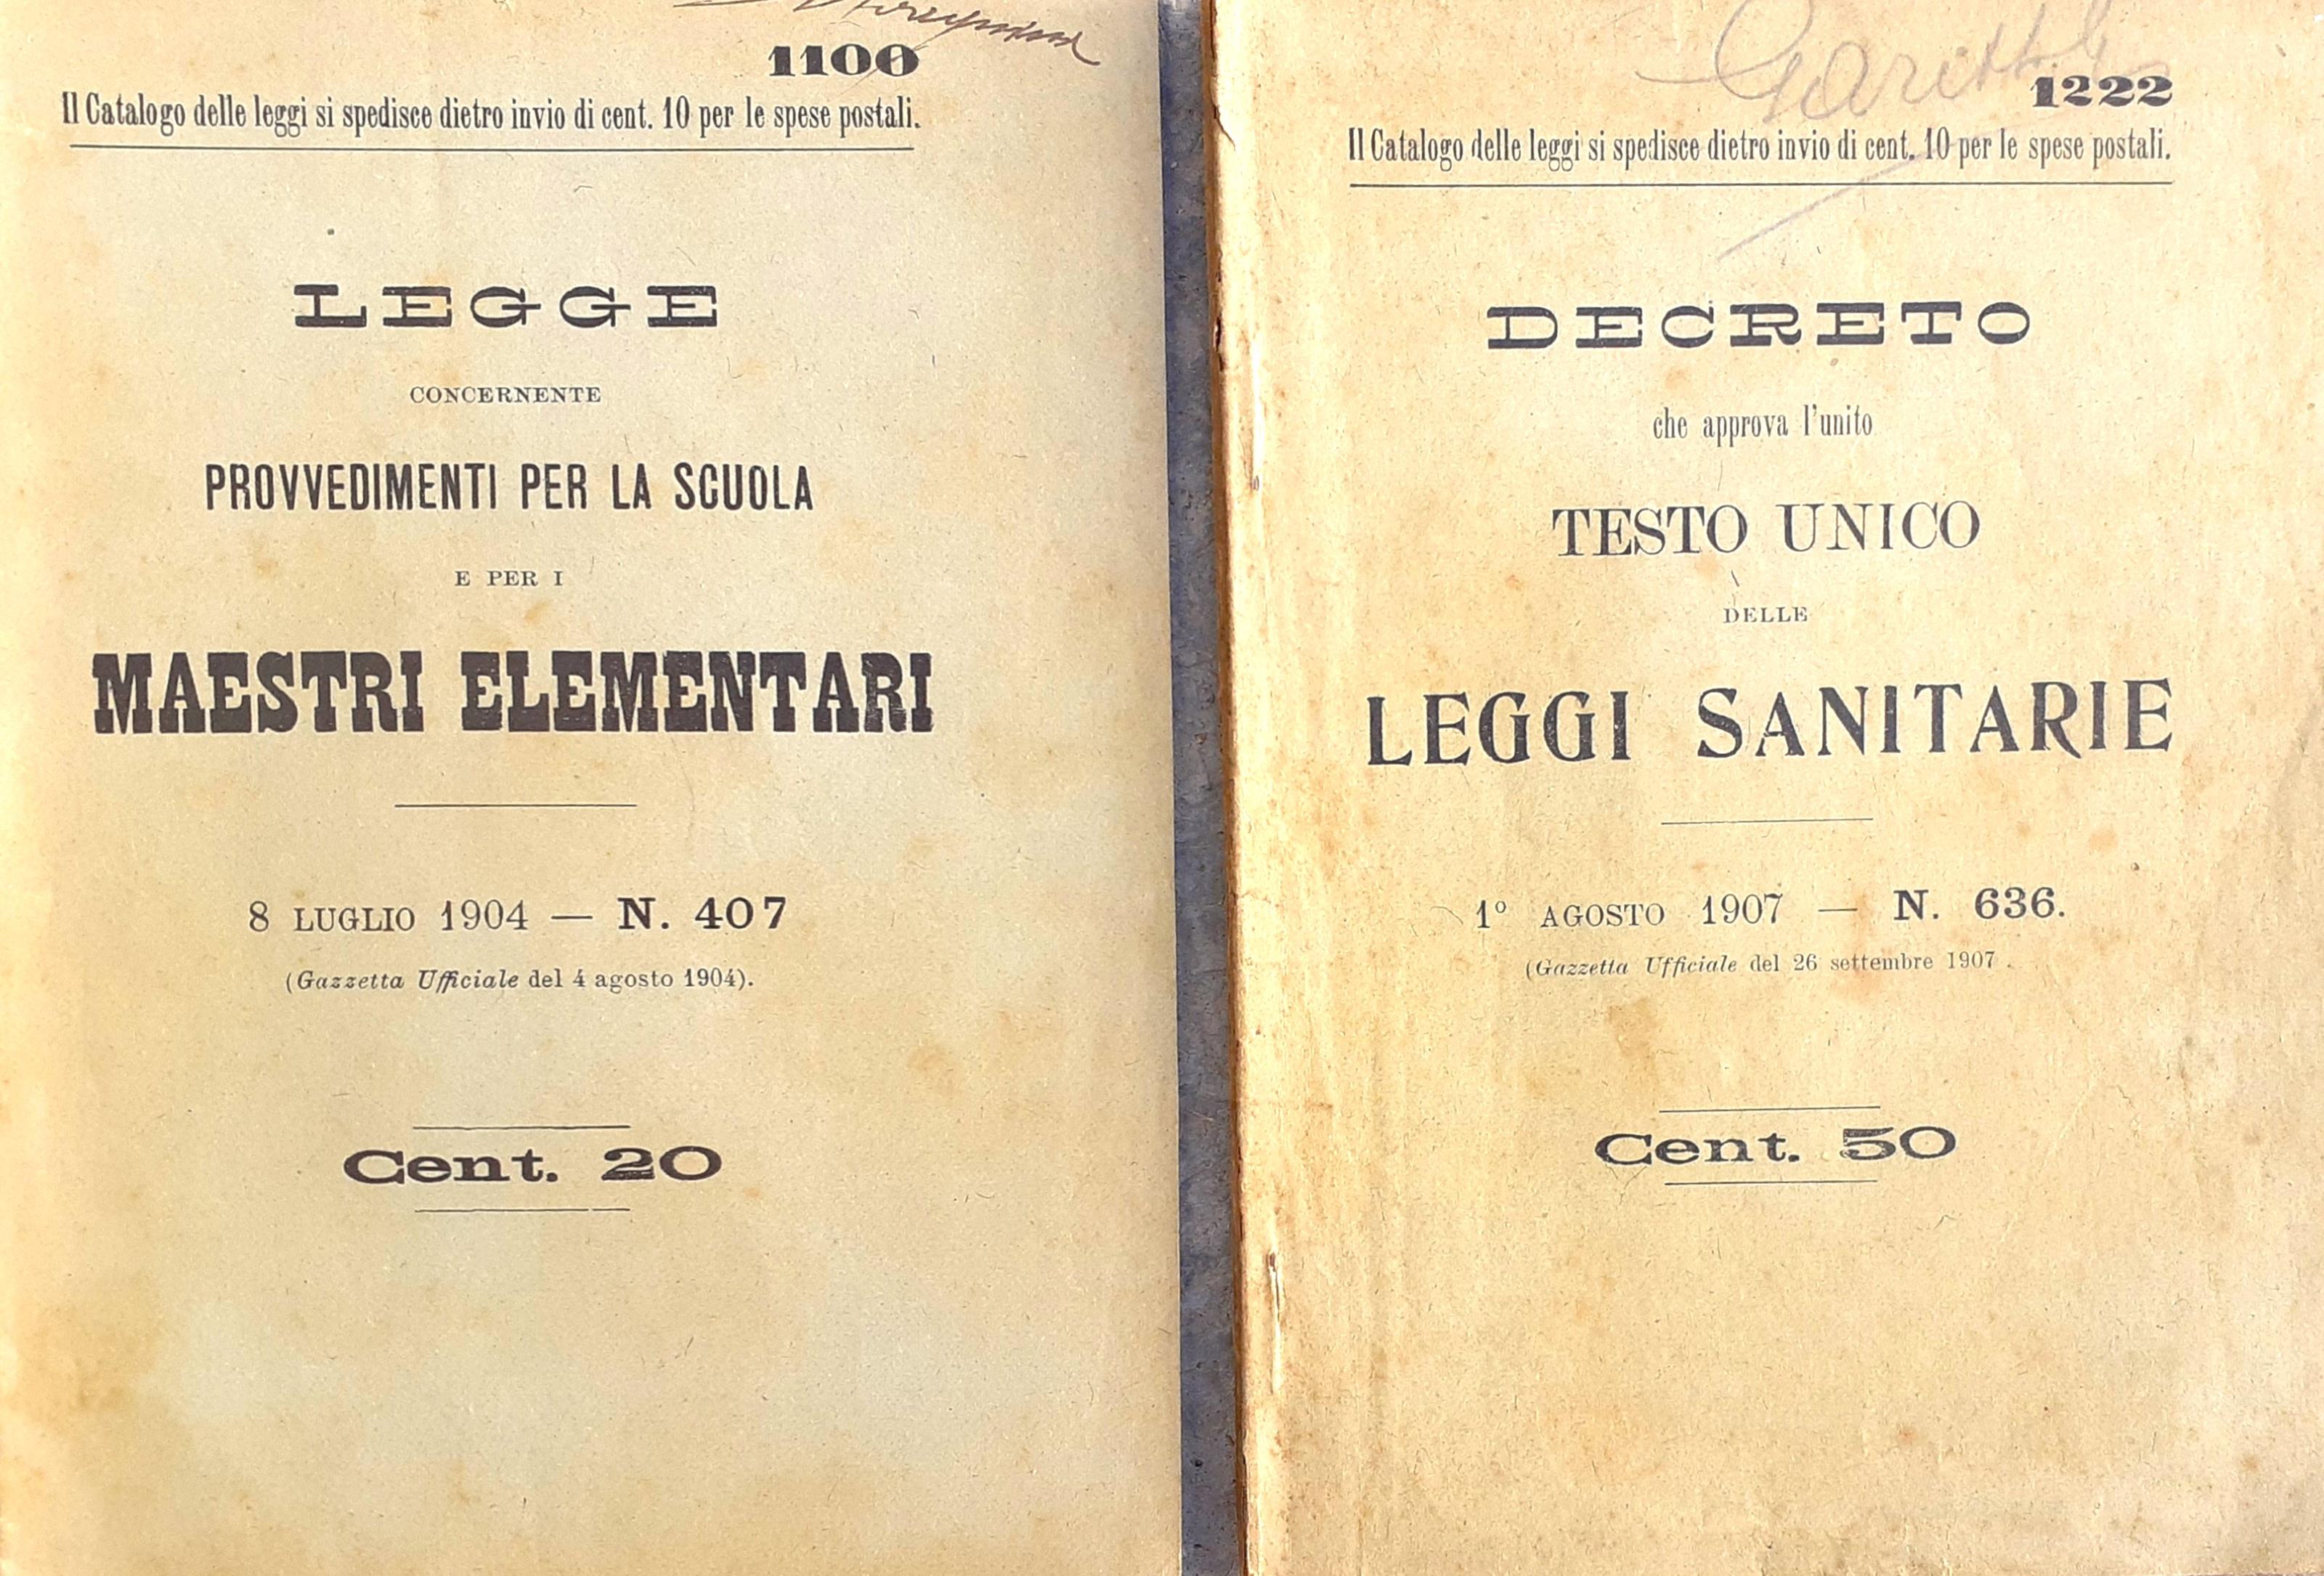 1100
Il Catalogo delle leggi si spedisce dietro invio di cent. 10 per le spese postali.
LEGGE
CONCERNENTE
PROVVEDIMENTI PER LA SCUOLA
E PER I
MAESTRI ELEMENTARI
8 LUGLIO 1904 — N. 407
(Gazzetta Ufficiale del 4 agosto 1904).
Cent. 20
1222
Il Catalogo delle leggi si spedisce dietro invio di cent. 10 per le spese postali.
DECRETO
che approva l'unito
TESTO UNICO
DELLE
LEGGI SANITARIE
1º AGOSTO 1907 — N. 636.
(Gazzetta Ufficiale del 26 settembre 1907 .
Cent. 50